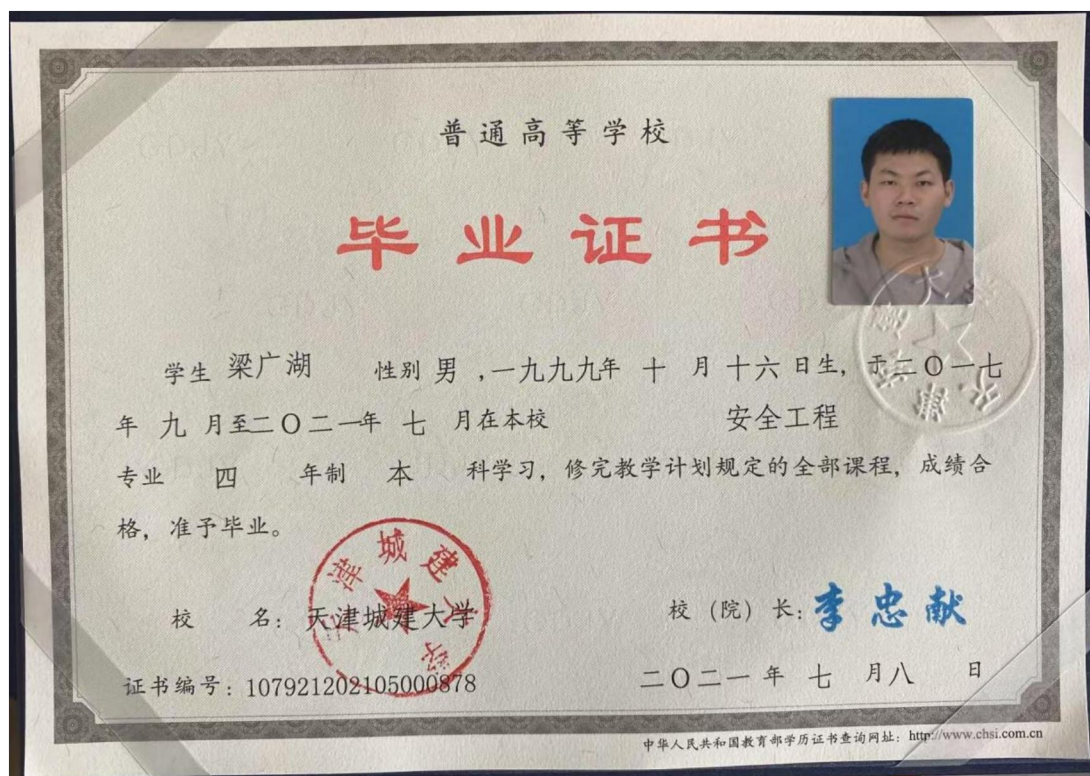 普通高等学校
毕业证书
学生 梁广湖 性别 男 ,一九九九年 十 月 十六 日生, 于二〇一七
年 九 月至二〇二一年 七 月在本校 安全工程
专业 四 年制 本 科学习, 修完教学计划规定的全部课程, 成绩合
格, 准予毕业。
校 名: 天津城建大学
校 (院) 长: 李忠献
天津城建大学
证书编号: 107921202105000878
二〇二一 年 七 月八 日
中华人民共和国教育部学历证书查询网址: http://www.chsi.com.cn